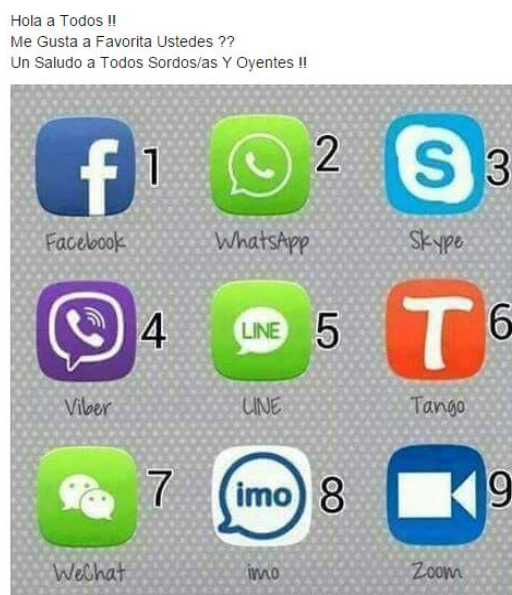 Hola a Todos !!
Me Gusta a Favorita Ustedes ??
Un Saludo a Todos Sordos/as Y Oyentes !!
f 1 2 S 3
Facebook WhatsApp Skype
4 LINE 5 T 6
Viber LINE Tango
7 imo 8 9
WeChat imo Zoom